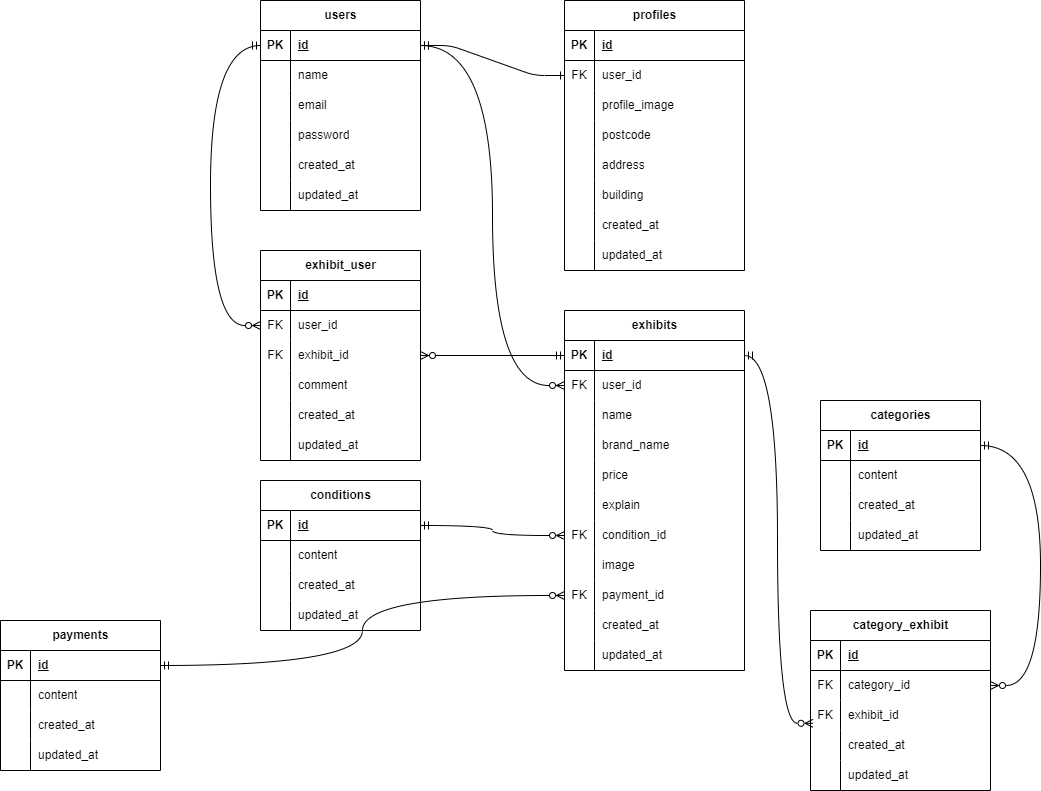 users
PK id
name
email
password
created_at
updated_at
profiles
PK id
FK user_id
profile_image
postcode
address
building
created_at
updated_at
exhibit_user
PK id
FK user_id
FK exhibit_id
comment
created_at
updated_at
exhibits
PK id
FK user_id
name
brand_name
price
explain
FK condition_id
image
FK payment_id
created_at
updated_at
categories
PK id
content
created_at
updated_at
conditions
PK id
content
created_at
updated_at
payments
PK id
content
created_at
updated_at
category_exhibit
PK id
FK category_id
FK exhibit_id
created_at
updated_at